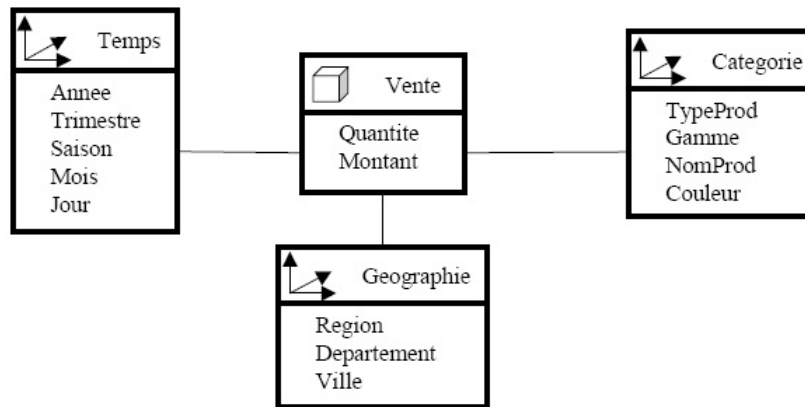 Temps
Annee
Trimestre
Saison
Mois
Jour
Vente
Quantite
Montant
Categorie
TypeProd
Gamme
NomProd
Couleur
Geographie
Region
Departement
Ville